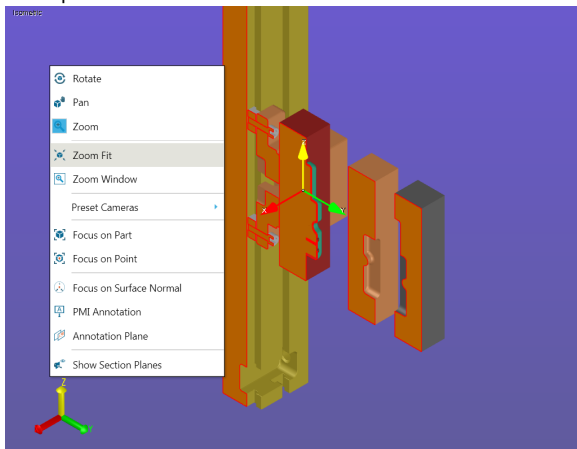 Isometric
Rotate
Pan
Zoom
Zoom Fit
Zoom Window
Preset Cameras
Focus on Part
Focus on Point
Focus on Surface Normal
PMI Annotation
Annotation Plane
Show Section Planes
Z
X
Y
Z
Y